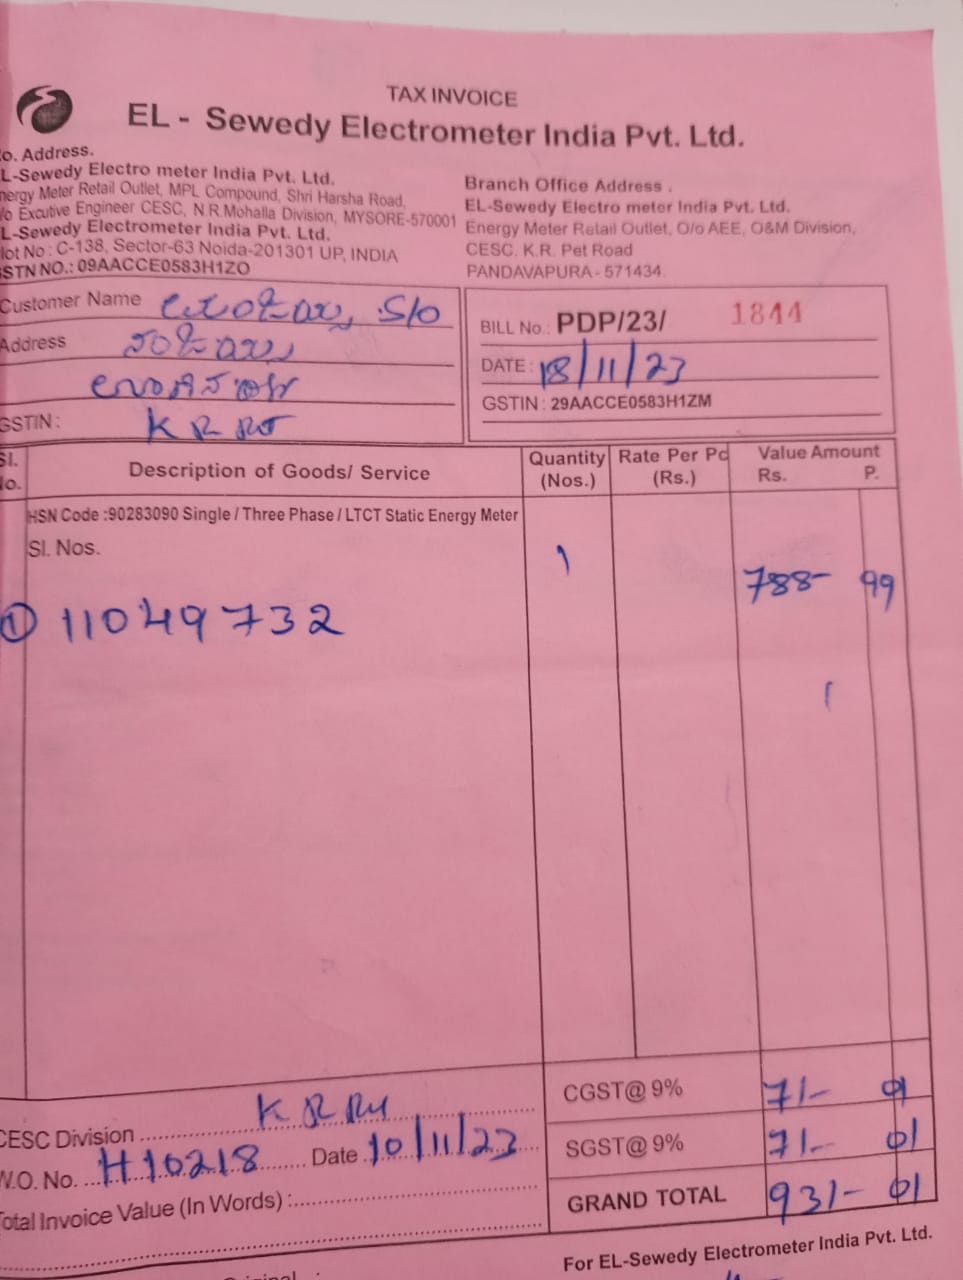 TAX INVOICE
EL - Sewedy Electrometer India Pvt. Ltd.
o. Address.
L-Sewedy Electro meter India Pvt. Ltd.
nergy Meter Retail Outlet, MPL Compound, Shri Harsha Road,
/o Excutive Engineer CESC, N.R.Mohalla Division, MYSORE-570001
L-Sewedy Electrometer India Pvt. Ltd.
lot No : C-138, Sector-63 Noida-201301 UP, INDIA
STN NO.: 09AACCE0583H1ZO
Branch Office Address .
EL-Sewedy Electro meter India Pvt. Ltd.
Energy Meter Retail Outlet, O/o AEE, O&M Division,
CESC. K.R. Pet Road
PANDAVAPURA - 571434.
Customer Name S/o
Address
GSTIN : K R
BILL No.: PDP/23/ 1844
DATE : 18/11/23
GSTIN : 29AACCE0583H1ZM
Sl. No. Description of Goods/ Service Quantity (Nos.) Rate Per Pc (Rs.) Value Amount Rs. P.
HSN Code :90283090 Single / Three Phase / LTCT Static Energy Meter
Sl. Nos. 1 788- 99
① 11049732
CGST@ 9% 71- 01
SGST@ 9% 71- 01
GRAND TOTAL 931- 01
CESC Division K R
W.O. No. H10218 Date 10/11/23
Total Invoice Value (In Words) :
For EL-Sewedy Electrometer India Pvt. Ltd.